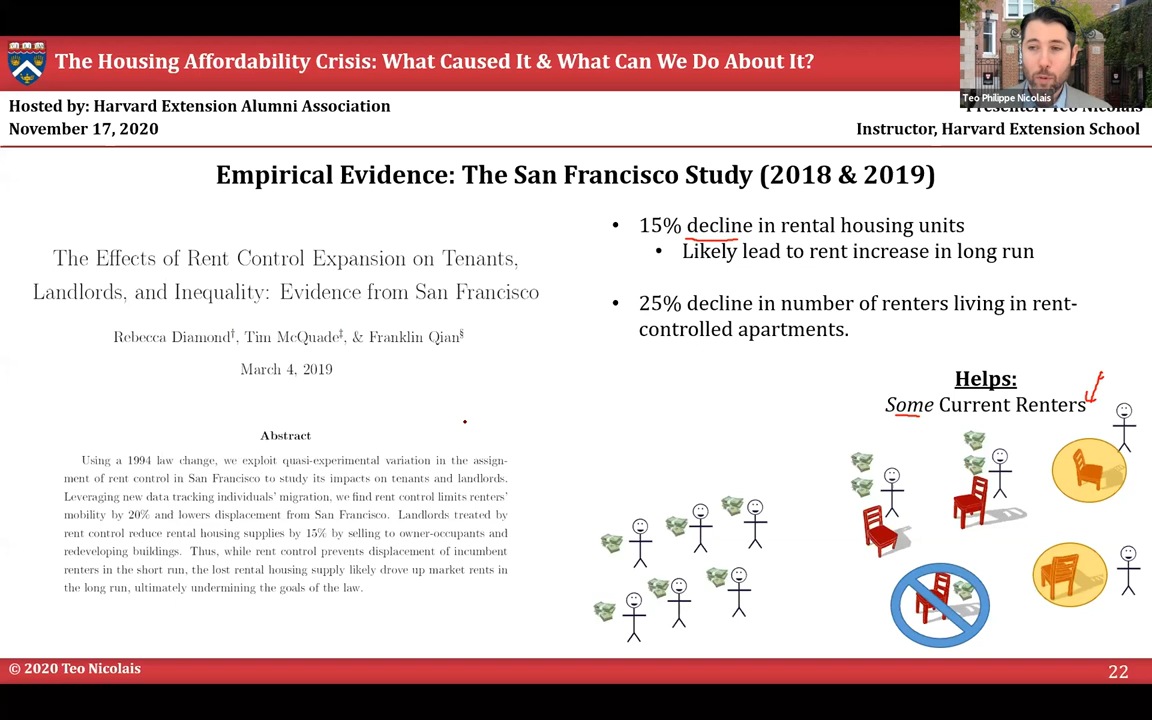 The Housing Affordability Crisis: What Caused It & What Can We Do About It?
Teo Philippe Nicolais
Hosted by: Harvard Extension Alumni Association
November 17, 2020
Presenter: Teo Nicolais
Instructor, Harvard Extension School
Empirical Evidence: The San Francisco Study (2018 & 2019)
The Effects of Rent Control Expansion on Tenants,
Landlords, and Inequality: Evidence from San Francisco
Rebecca Diamond†, Tim McQuade‡, & Franklin Qian§
March 4, 2019
Abstract
Using a 1994 law change, we exploit quasi-experimental variation in the assign-
ment of rent control in San Francisco to study its impacts on tenants and landlords.
Leveraging new data tracking individuals' migration, we find rent control limits renters'
mobility by 20% and lowers displacement from San Francisco. Landlords treated by
rent control reduce rental housing supplies by 15% by selling to owner-occupants and
redeveloping buildings. Thus, while rent control prevents displacement of incumbent
renters in the short run, the lost rental housing supply likely drove up market rents in
the long run, ultimately undermining the goals of the law.
• 15% decline in rental housing units
• Likely lead to rent increase in long run
• 25% decline in number of renters living in rent-
controlled apartments.
Helps:
Some Current Renters
© 2020 Teo Nicolais
22